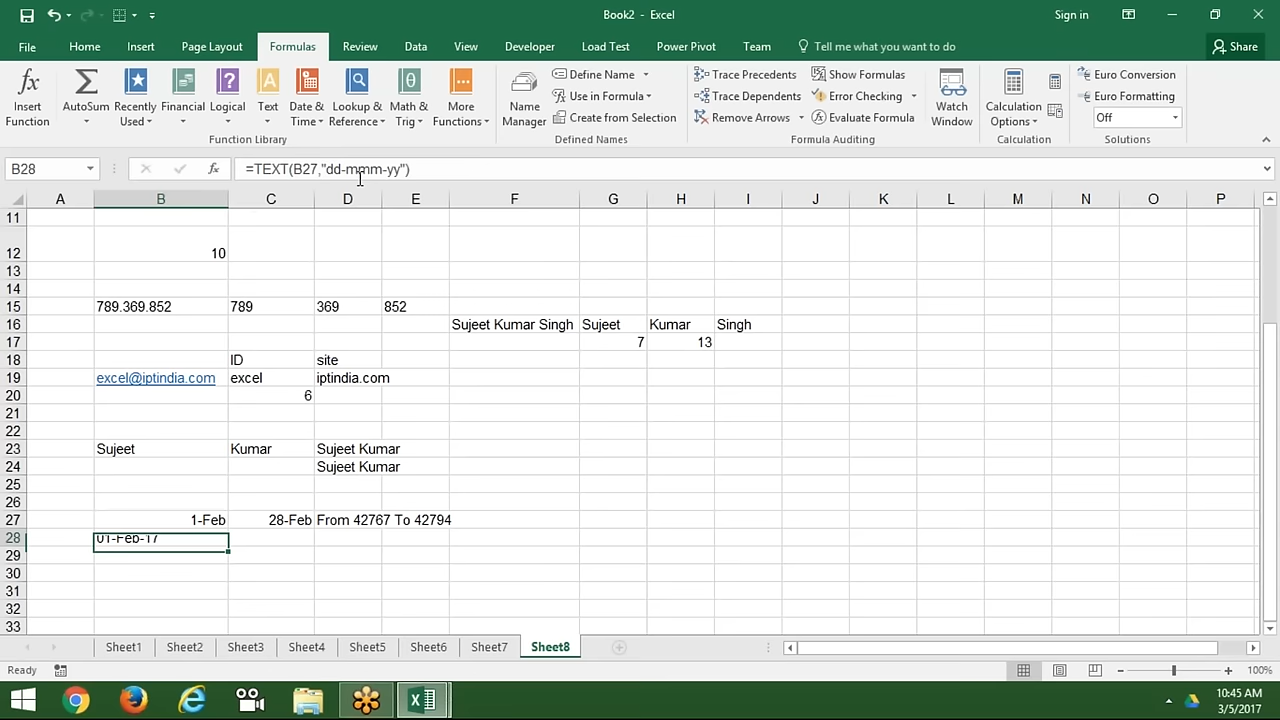 Book2 - Excel
Sign in
File Home Insert Page Layout Formulas Review Data View Developer Load Test Power Pivot Team Tell me what you want to do Share
Insert Function
AutoSum
Recently Used
Financial
Logical
Text
Date & Time
Lookup & Reference
Math & Trig
More Functions
Function Library
Name Manager
Define Name
Use in Formula
Create from Selection
Defined Names
Trace Precedents
Trace Dependents
Remove Arrows
Show Formulas
Error Checking
Evaluate Formula
Formula Auditing
Watch Window
Calculation Options
Calculation
Euro Conversion
Euro Formatting
Off
Solutions
B28 fx =TEXT(B27,"dd-mmm-yy")
A B C D E F G H I J K L M N O P
11
12 10
13
14
15 789.369.852 789 369 852
16 Sujeet Kumar Singh Sujeet Kumar Singh
17 7 13
18 ID site
19 excel@iptindia.com excel iptindia.com
20 6
21
22
23 Sujeet Kumar Sujeet Kumar
24 Sujeet Kumar
25
26
27 1-Feb 28-Feb From 42767 To 42794
28 01-Feb-17
29
30
31
32
33
Sheet1 Sheet2 Sheet3 Sheet4 Sheet5 Sheet6 Sheet7 Sheet8
Ready 100%
10:45 AM
3/5/2017